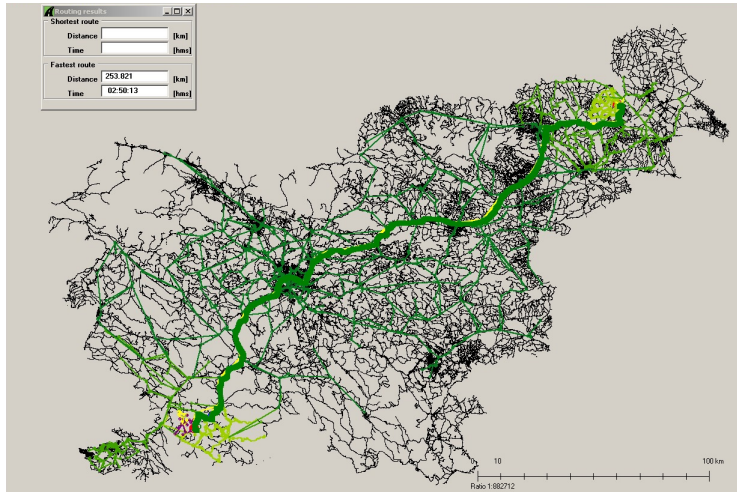 Routing results
Shortest route
Distance [km]
Time [hms]
Fastest route
Distance 253.821 [km]
Time 02:50:13 [hms]
0 10 100 km
Ratio 1:882712